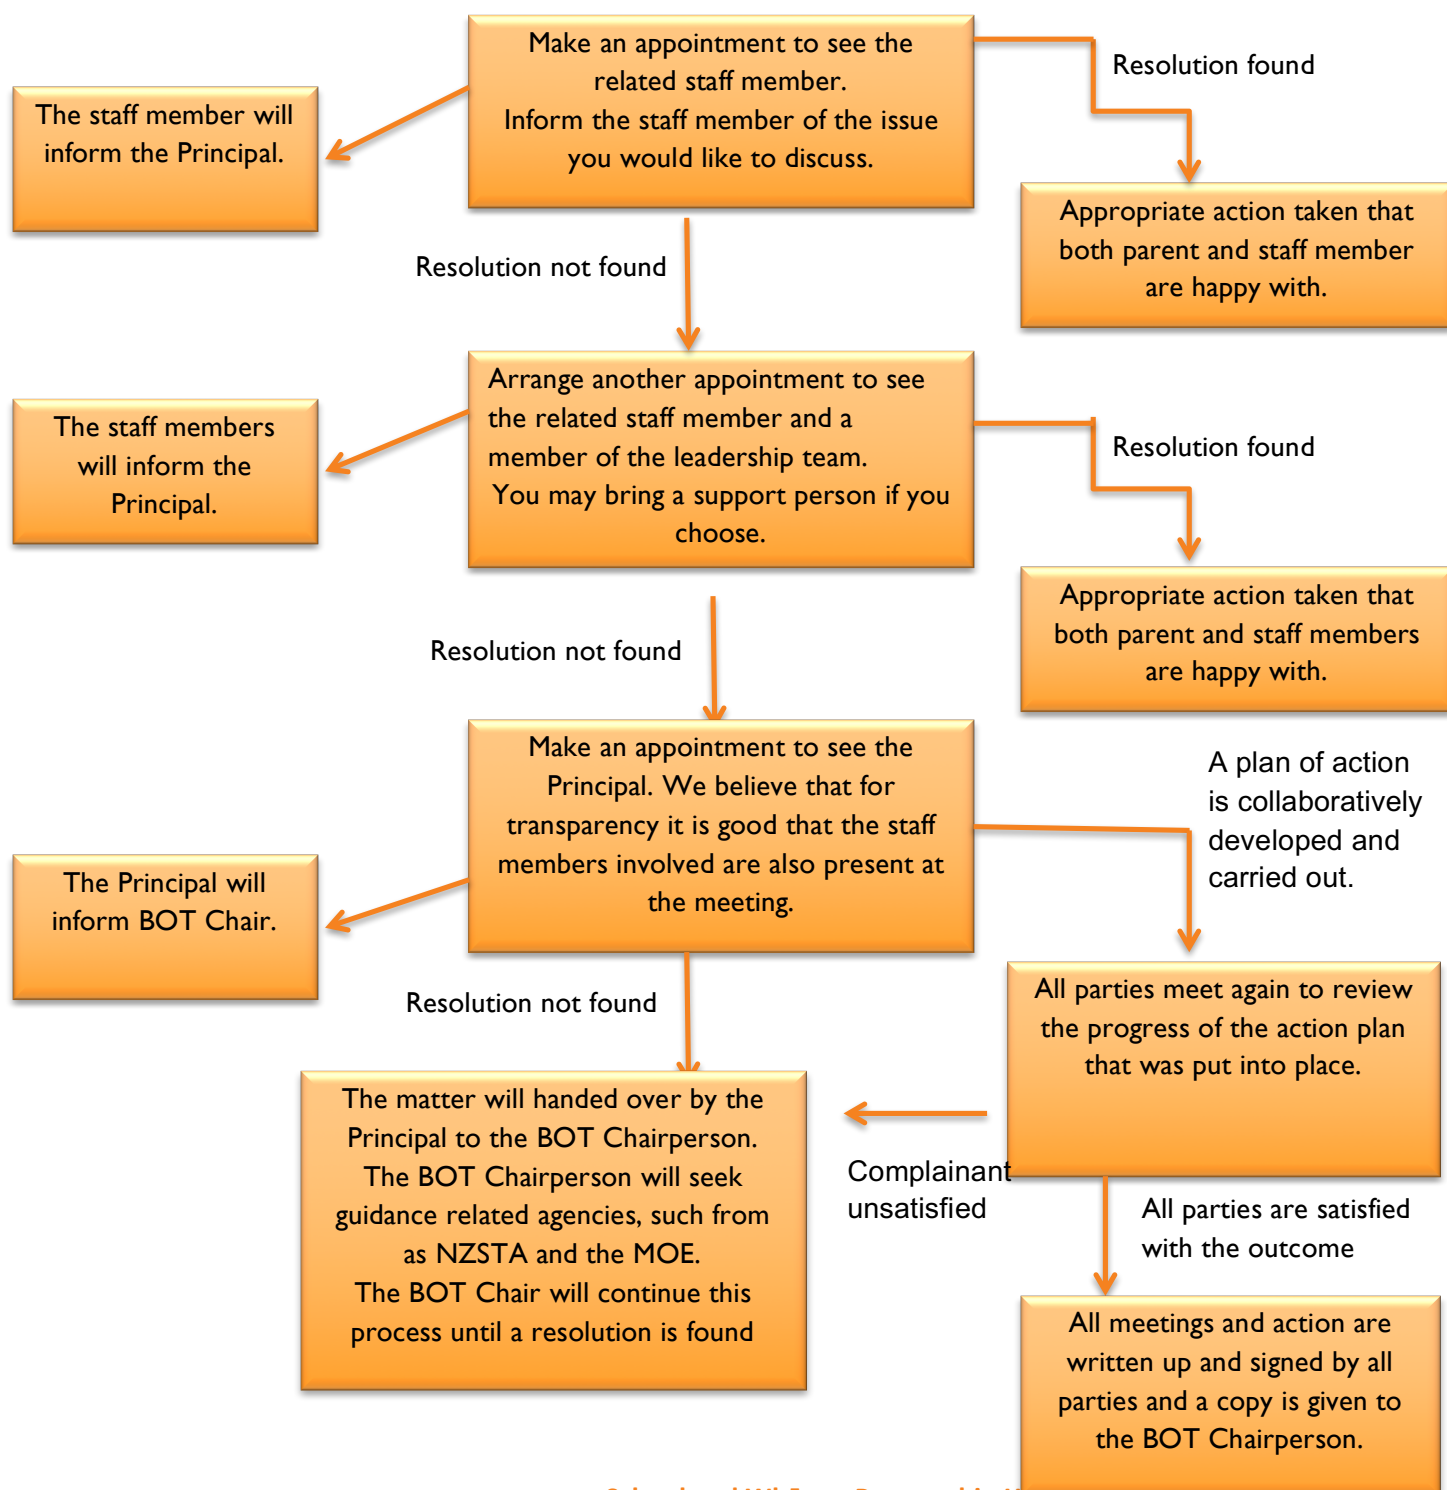 Make an appointment to see the
related staff member.
Inform the staff member of the issue
you would like to discuss.
Resolution found
The staff member will
inform the Principal.
Appropriate action taken that
both parent and staff member
are happy with.
Resolution not found
Arrange another appointment to see
the related staff member and a
member of the leadership team.
You may bring a support person if you
choose.
The staff members
will inform the
Principal.
Resolution found
Appropriate action taken that
both parent and staff members
are happy with.
Resolution not found
Make an appointment to see the
Principal. We believe that for
transparency it is good that the staff
members involved are also present at
the meeting.
A plan of action
is collaboratively
developed and
carried out.
The Principal will
inform BOT Chair.
Resolution not found
All parties meet again to review
the progress of the action plan
that was put into place.
The matter will handed over by the
Principal to the BOT Chairperson.
The BOT Chairperson will seek
guidance related agencies, such from
as NZSTA and the MOE.
The BOT Chair will continue this
process until a resolution is found
Complainant
unsatisfied
All parties are satisfied
with the outcome
All meetings and action are
written up and signed by all
parties and a copy is given to
the BOT Chairperson.